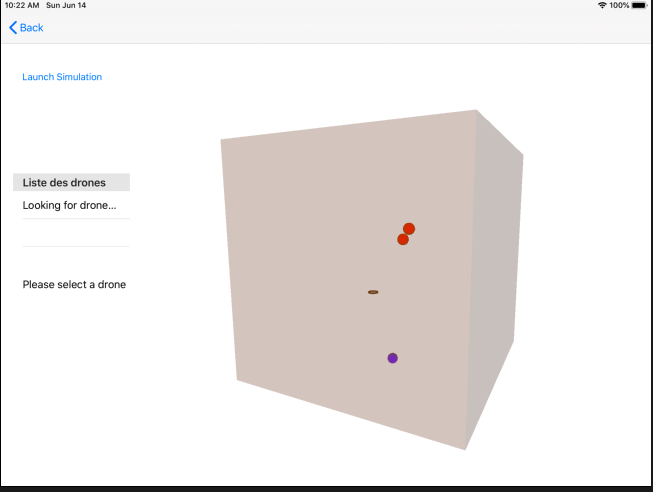 10:22 AM Sun Jun 14
100%
Back
Launch Simulation
Liste des drones
Looking for drone...
Please select a drone